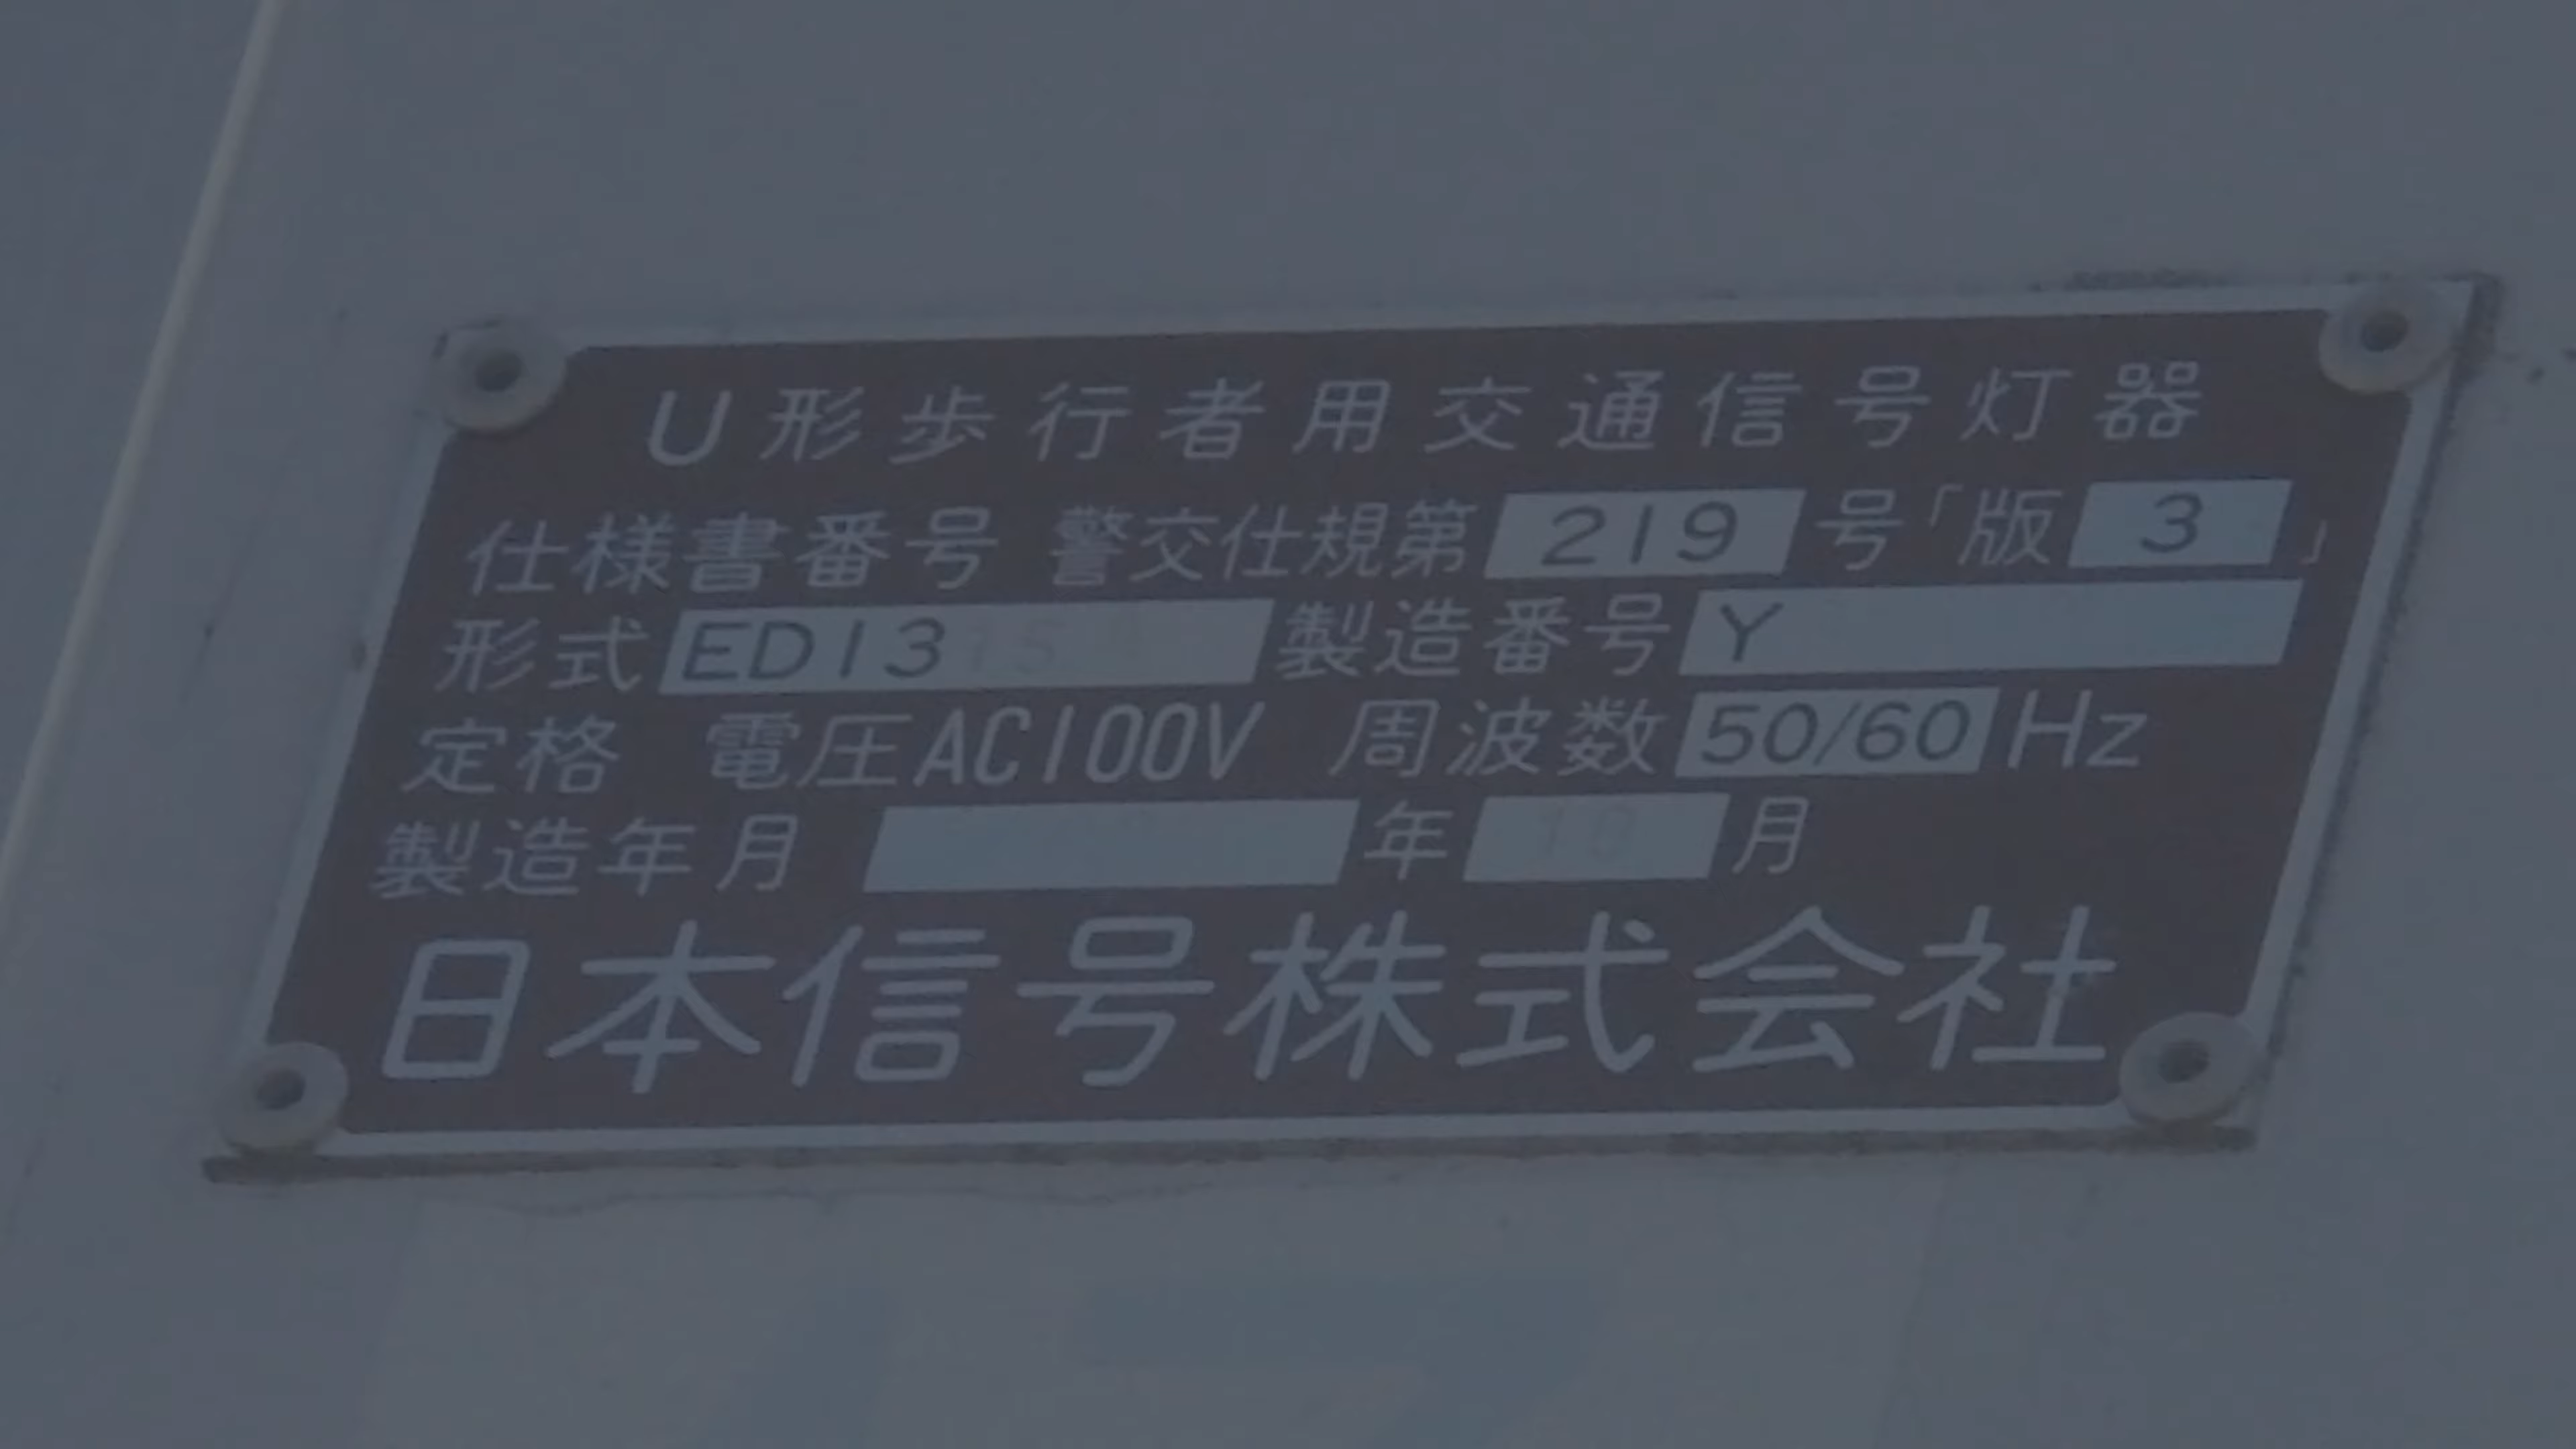 U形歩行者用交通信号灯器
仕様書番号 警交仕規第 219 号「版 3 」
形式 ED1315 製造番号 Y
定格 電圧AC100V 周波数 50/60 Hz
製造年月 年 10 月
日本信号株式会社